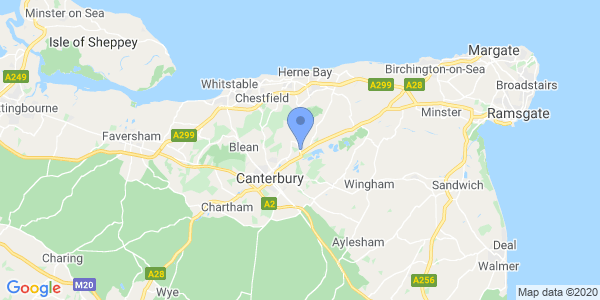 Minster on Sea
Isle of Sheppey
Margate
Herne Bay
Birchington-on-Sea
A249
Whitstable
A299
A28
Broadstairs
Chestfield
ttingbourne
Minster
Ramsgate
Faversham
A299
Blean
Canterbury
Wingham
Sandwich
Chartham
A2
Aylesham
Deal
Charing
Walmer
A28
A256
M20
Wye
Google
Map data ©2020